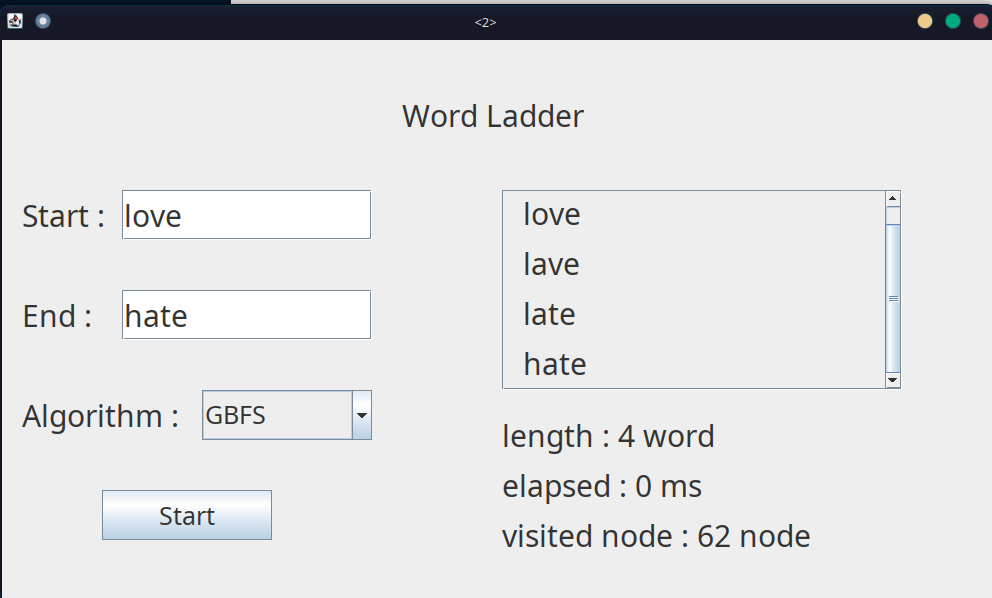 <2>
Word Ladder
Start : love
End : hate
Algorithm : GBFS
Start
love
lave
late
hate
length : 4 word
elapsed : 0 ms
visited node : 62 node